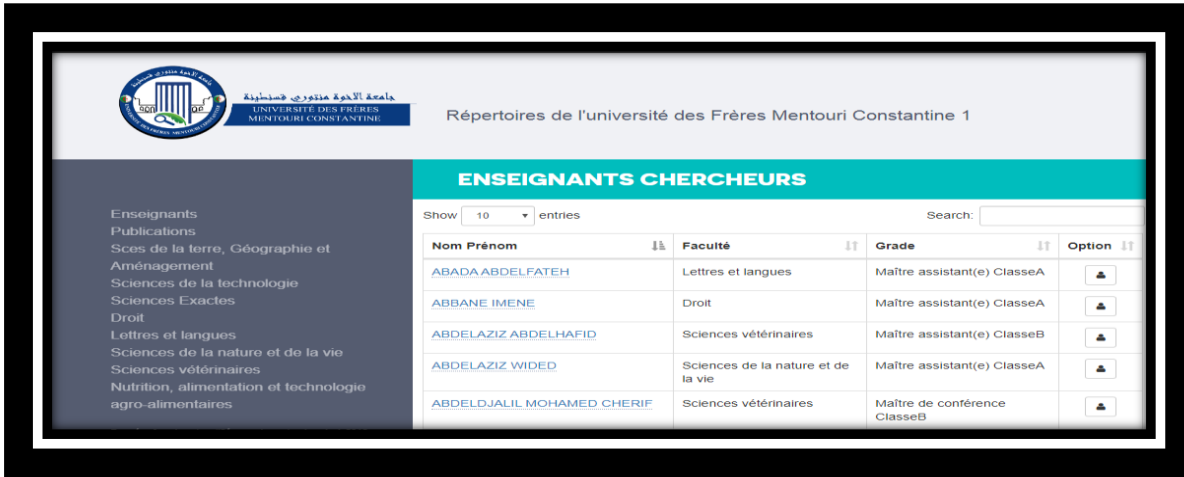 جامعة الاخوة منتوري قسنطينة
UNIVERSITÉ DES FRÈRES
MENTOURI CONSTANTINE
Répertoires de l'université des Frères Mentouri Constantine 1
Enseignants
Publications
Sces de la terre, Géographie et
Aménagement
Sciences de la technologie
Sciences Exactes
Droit
Lettres et langues
Sciences de la nature et de la vie
Sciences vétérinaires
Nutrition, alimentation et technologie
agro-alimentaires
ENSEIGNANTS CHERCHEURS
Show 10 entries Search:
Nom Prénom Faculté Grade Option
ABADA ABDELFATEH Lettres et langues Maître assistant(e) ClasseA
ABBANE IMENE Droit Maître assistant(e) ClasseA
ABDELAZIZ ABDELHAFID Sciences vétérinaires Maître assistant(e) ClasseB
ABDELAZIZ WIDED Sciences de la nature et de Maître assistant(e) ClasseA
la vie
ABDELDJALIL MOHAMED CHERIF Sciences vétérinaires Maître de conférence
ClasseB